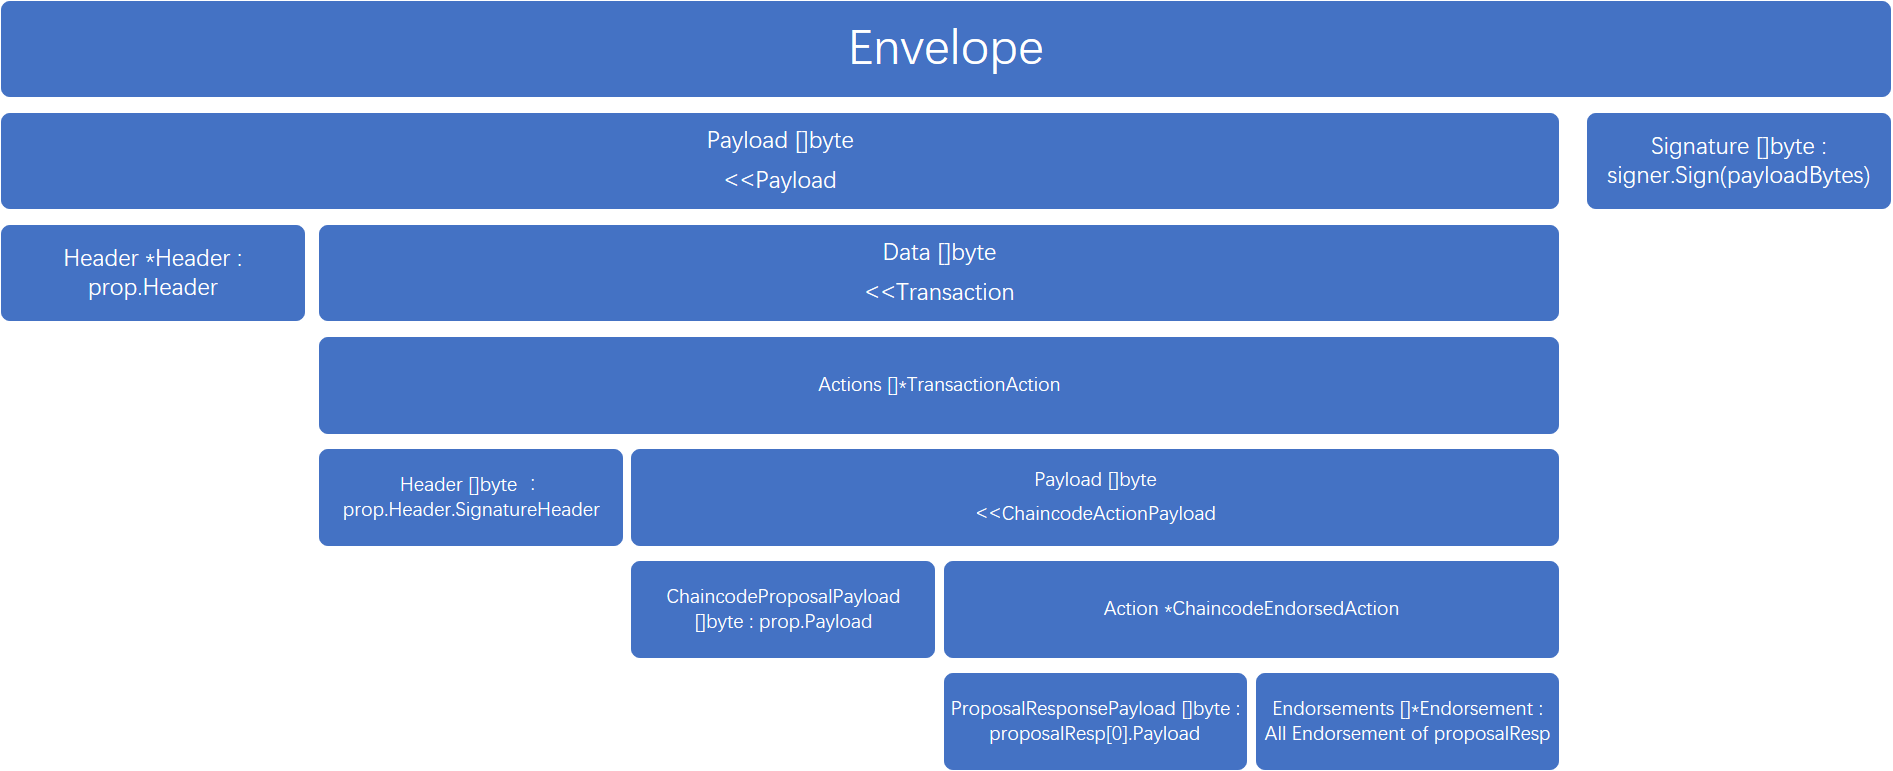 Envelope
Payload []byte
<<Payload
Signature []byte :
signer.Sign(payloadBytes)
Header *Header :
prop.Header
Data []byte
<<Transaction
Actions []*TransactionAction
Header []byte ：
prop.Header.SignatureHeader
Payload []byte
<<ChaincodeActionPayload
ChaincodeProposalPayload
[]byte : prop.Payload
Action *ChaincodeEndorsedAction
ProposalResponsePayload []byte :
proposalResp[0].Payload
Endorsements []*Endorsement :
All Endorsement of proposalResp